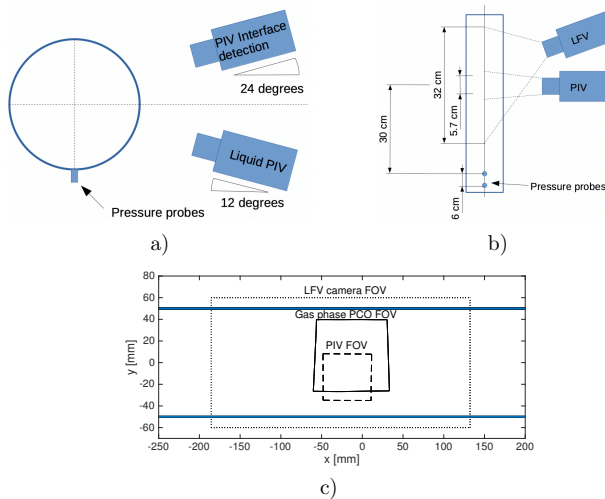 PIV Interface
detection
24 degrees
Liquid PIV
12 degrees
Pressure probes
a)
LFV
PIV
32 cm
30 cm
5.7 cm
6 cm
Pressure probes
b)
LFV camera FOV
Gas phase PCO FOV
PIV FOV
80
60
40
20
0
-20
-40
-60
y [mm]
-250 -200 -150 -100 -50 0 50 100 150 200
x [mm]
c)